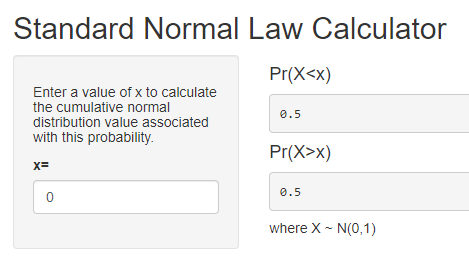 Standard Normal Law Calculator
Enter a value of x to calculate
the cumulative normal
distribution value associated
with this probability.
x=
0
Pr(X<x)
0.5
Pr(X>x)
0.5
where X ~ N(0,1)